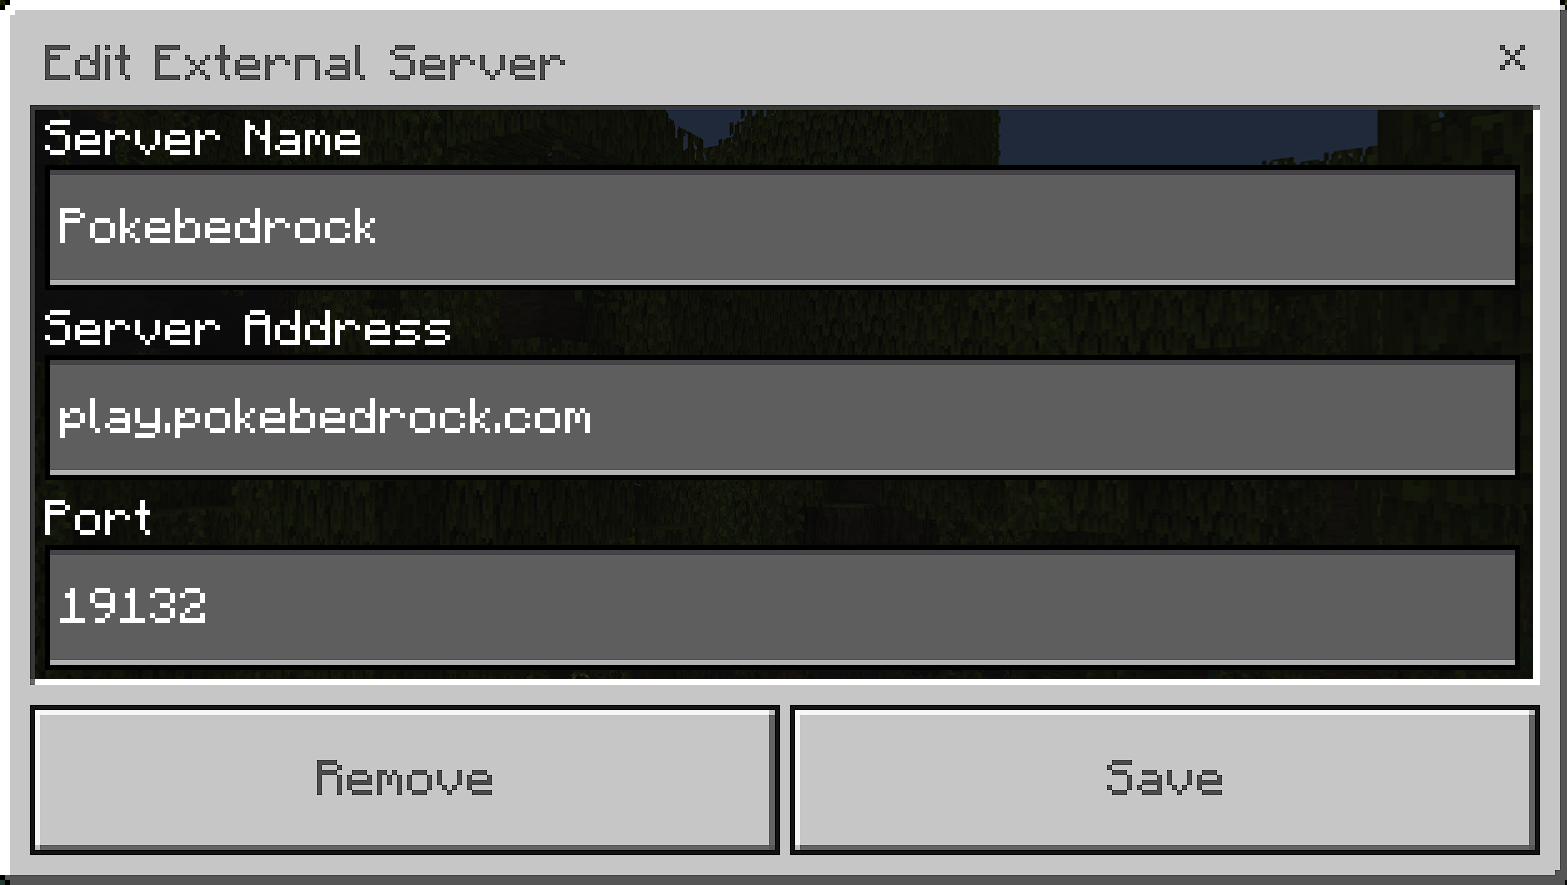 Edit External Server
Server Name
Pokebedrock
Server Address
play.pokebedrock.com
Port
19132
Remove
Save